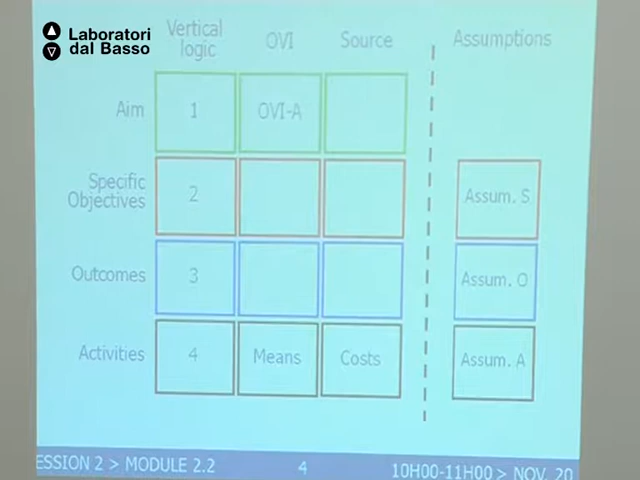 Laboratori
dal Basso
Vertical
logic
OVI
Source
Assumptions
Aim
1
OVI-A
Specific
Objectives
2
Assum. S
Outcomes
3
Assum. O
Activities
4
Means
Costs
Assum. A
ESSION 2 > MODULE 2.2
4
10H00-11H00 > NOV. 20